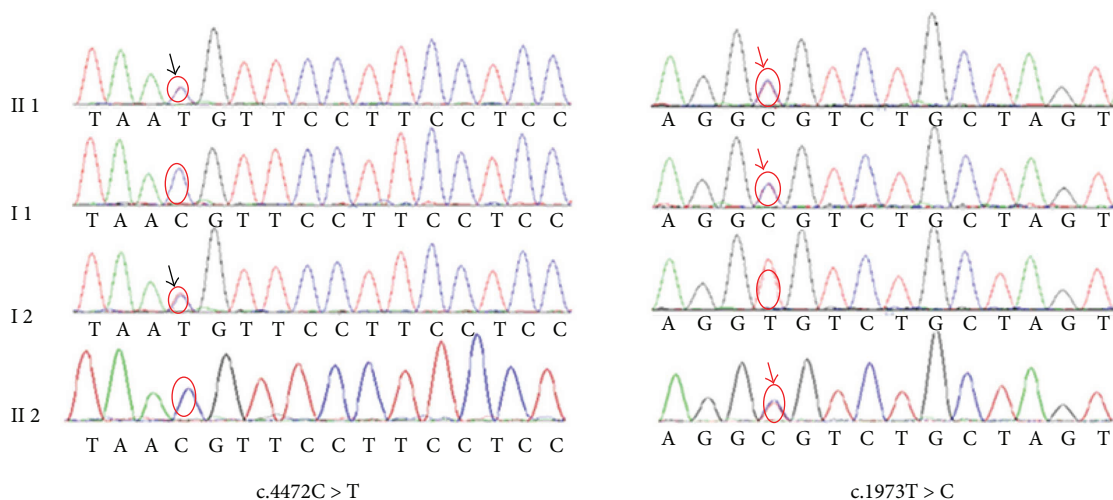 II 1
T A A T G T T C C T T C C T C C
A G G C G T C T G C T A G T
I 1
T A A C G T T C C T T C C T C C
A G G C G T C T G C T A G T
I 2
T A A T G T T C C T T C C T C C
A G G T G T C T G C T A G T
II 2
T A A C G T T C C T T C C T C C
A G G C G T C T G C T A G T
c.4472C > T
c.1973T > C